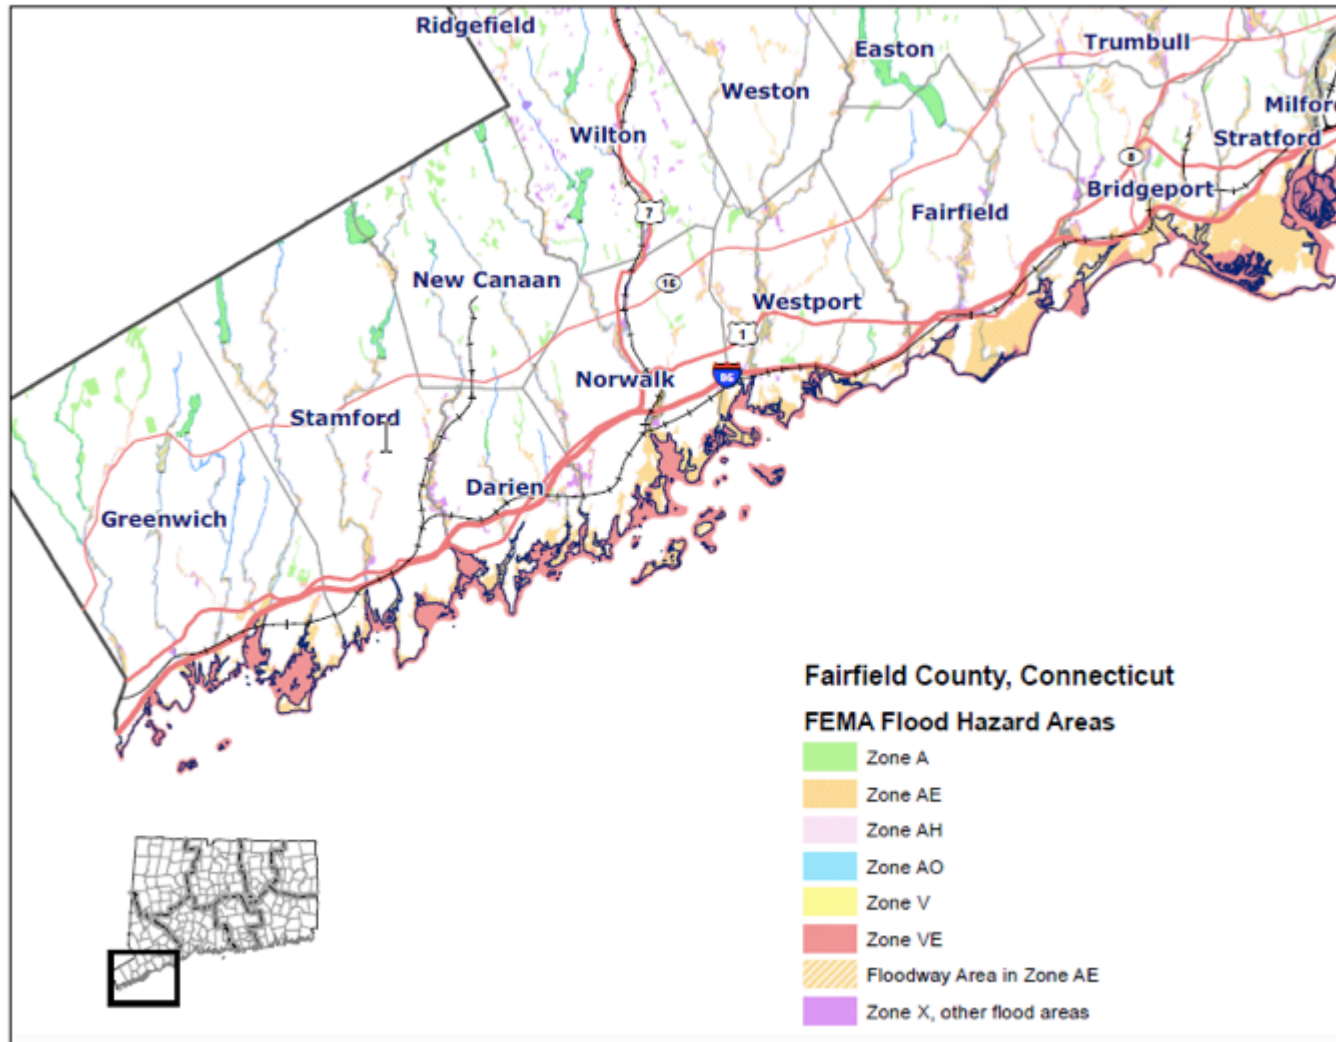 Ridgefield
Easton
Trumbull
Weston
Milfor
Wilton
Stratford
8
Bridgeport
7
Fairfield
New Canaan
Westport
1
Norwalk
Stamford
Darien
Greenwich
Fairfield County, Connecticut
FEMA Flood Hazard Areas
Zone A
Zone AE
Zone AH
Zone AO
Zone V
Zone VE
Floodway Area in Zone AE
Zone X, other flood areas